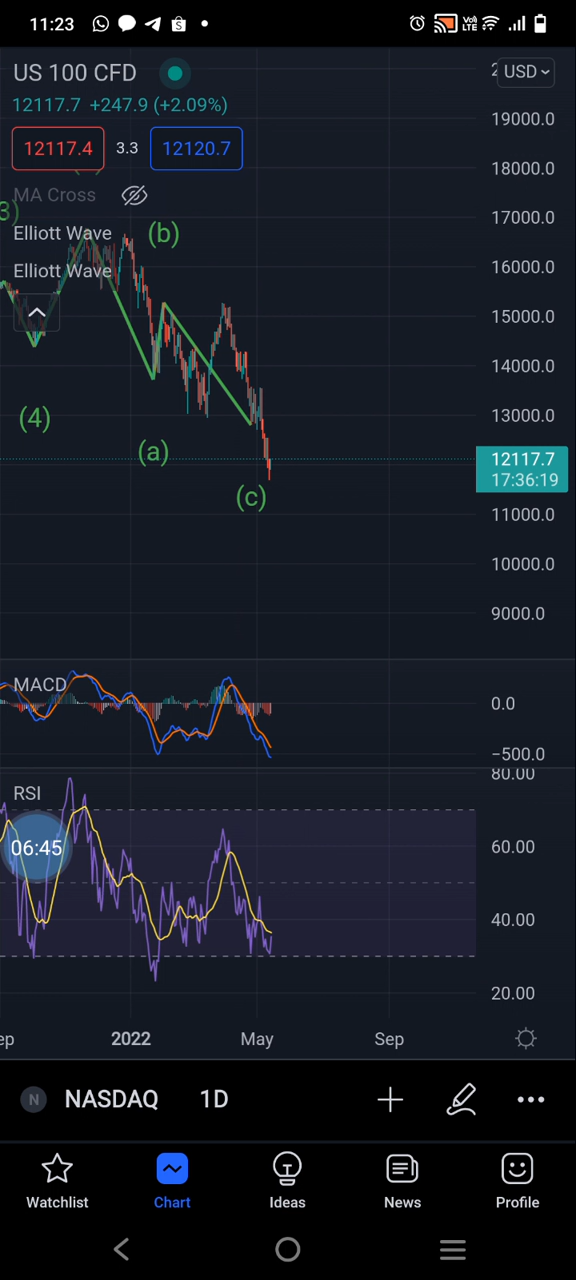 11:23
Vo) LTE
US 100 CFD
USD
12117.7 +247.9 (+2.09%)
12117.4 3.3 12120.7
19000.0
18000.0
MA Cross
3)
17000.0
Elliott Wave (b)
Elliott Wave
16000.0
15000.0
14000.0
(4)
13000.0
(a)
12117.7
17:36:19
(c)
11000.0
10000.0
9000.0
MACD
0.0
−500.0
80.00
RSI
06:45
60.00
40.00
20.00
ep 2022 May Sep
N NASDAQ 1D
Watchlist Chart Ideas News Profile